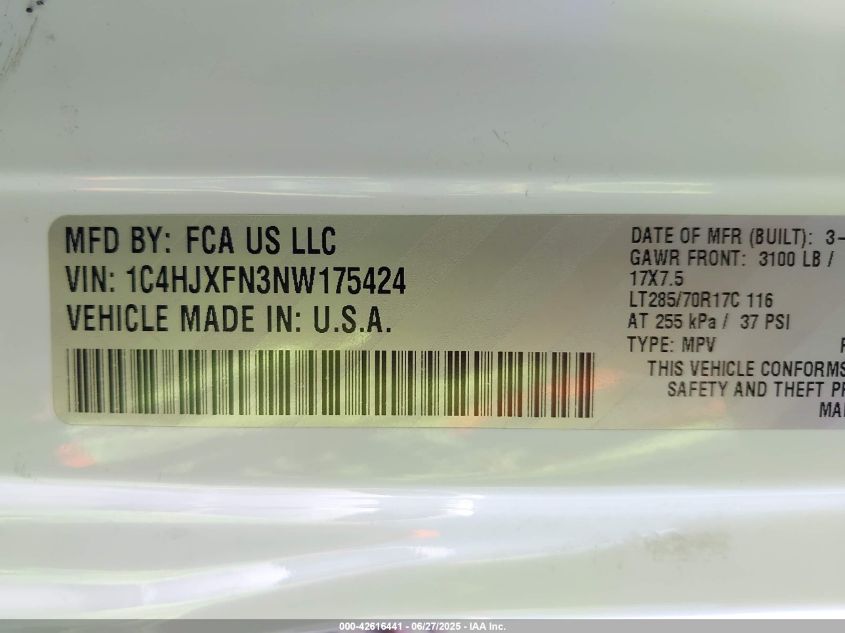 MFD BY: FCA US LLC
VIN: 1C4HJXFN3NW175424
VEHICLE MADE IN: U.S.A.
DATE OF MFR (BUILT): 3-
GAWR FRONT: 3100 LB /
17X7.5
LT285/70R17C 116
AT 255 kPa / 37 PSI
TYPE: MPV
THIS VEHICLE CONFORMS
SAFETY AND THEFT
000-42616441 - 06/27/2025 - IAA Inc.